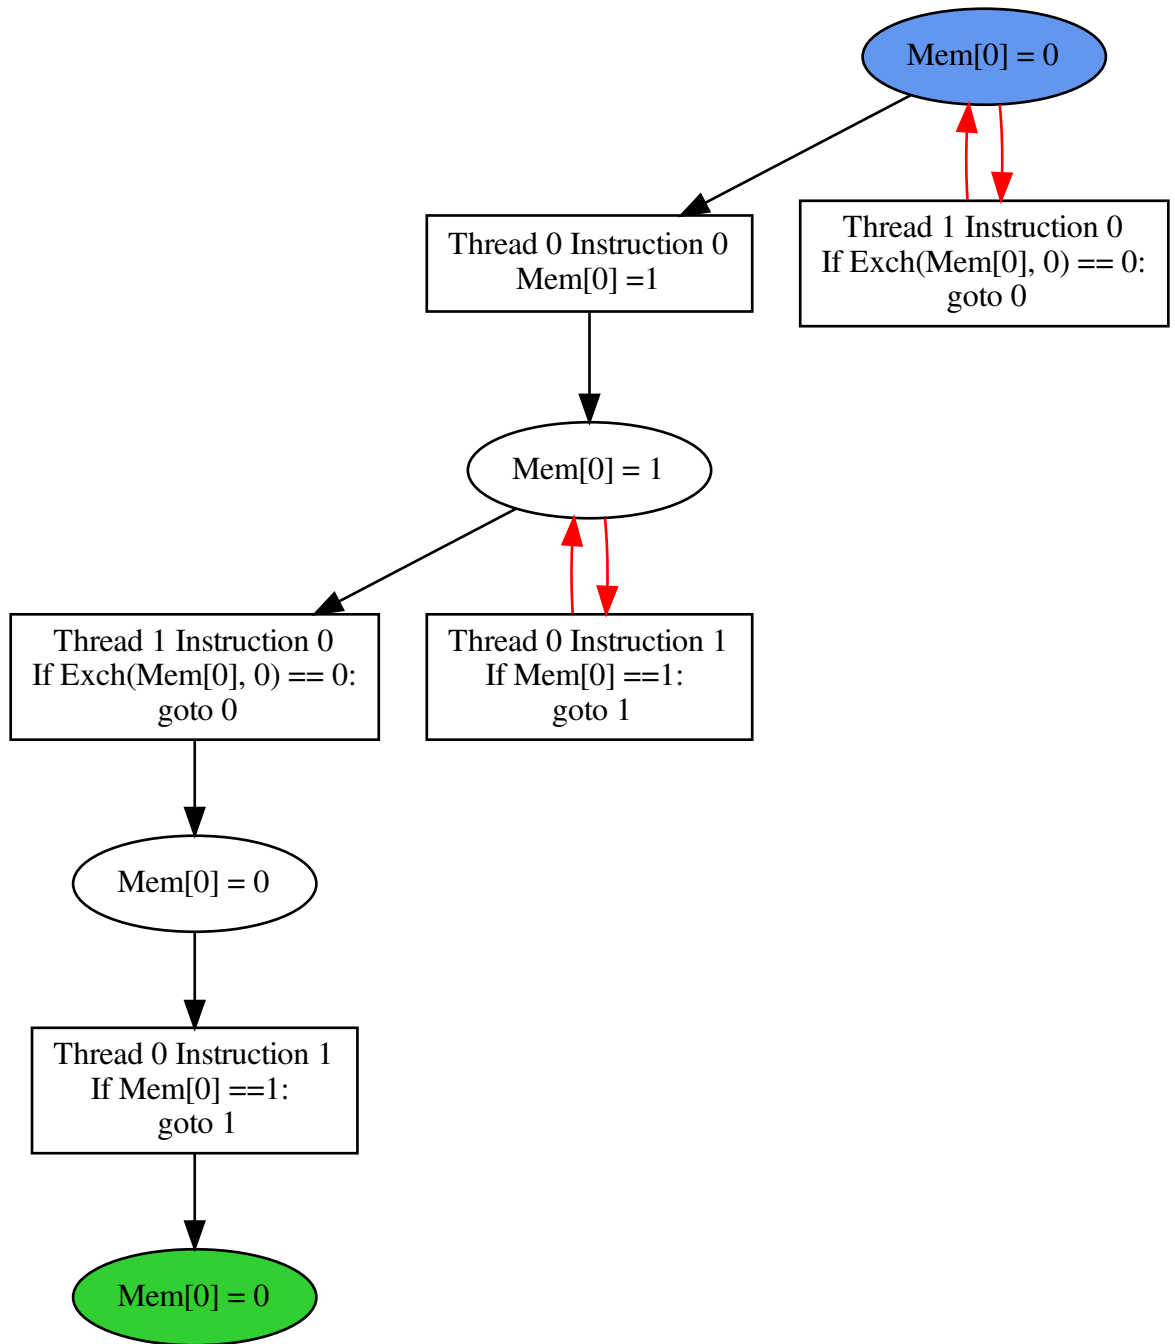 Mem[0] = 0
Thread 0 Instruction 0
Mem[0] =1
Thread 1 Instruction 0
If Exch(Mem[0], 0) == 0:
goto 0
Mem[0] = 1
Thread 1 Instruction 0
If Exch(Mem[0], 0) == 0:
goto 0
Thread 0 Instruction 1
If Mem[0] ==1:
goto 1
Mem[0] = 0
Thread 0 Instruction 1
If Mem[0] ==1:
goto 1
Mem[0] = 0